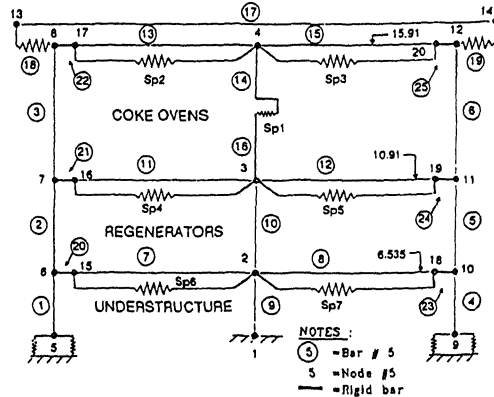 17
13
14
6 17 13 4 15 15.91 12
18 22 Sp2 14 Sp3 20 25 19
3 COKE OVENS Sp1 6
16
21 11 3 12 10.91 19
7 16 Sp4 Sp5 24 11
2 REGENERATORS 10 5
20 7 2 8 6.535 18
6 15 Sp6 Sp7 23 10
1 UNDERSTRUCTURE 9 4
5 1 9
NOTES :
5 =Bar # 5
5 =Node #5
=Rigid bar